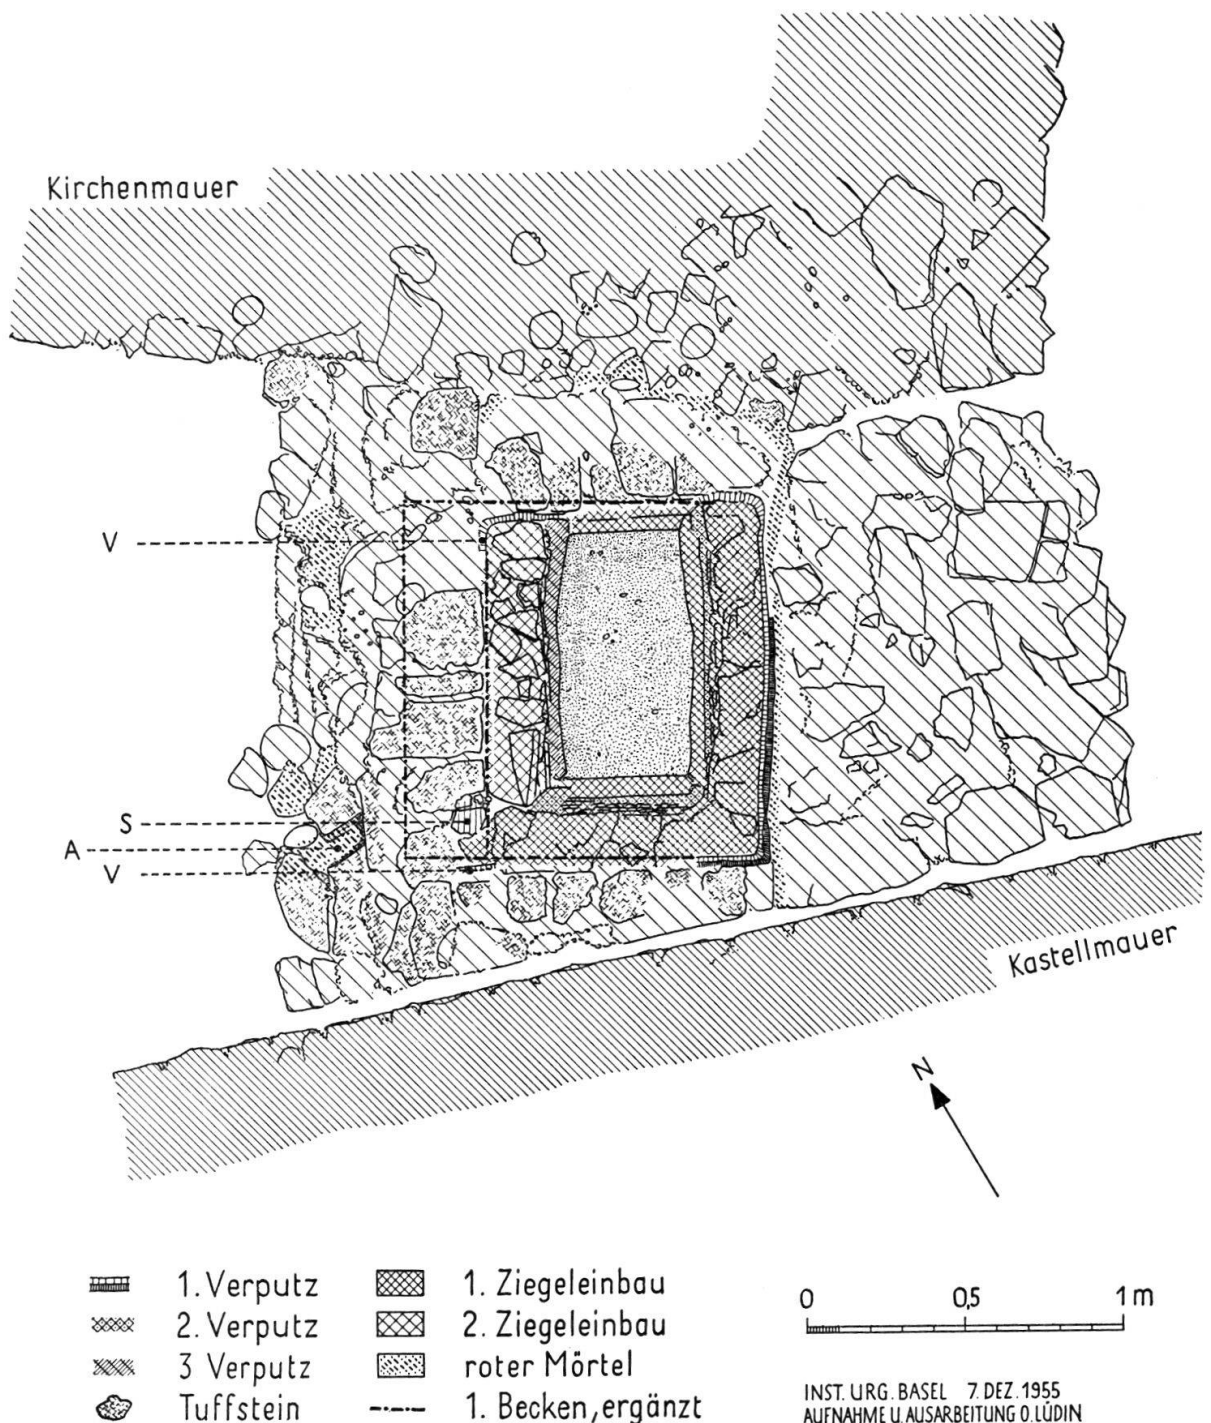 Kirchenmauer
V
S
A
V
Kastellmauer
N
1. Verputz
2. Verputz
3 Verputz
Tuffstein
1. Ziegeleinbau
2. Ziegeleinbau
roter Mörtel
1. Becken, ergänzt
0 0,5 1 m
INST. URG. BASEL 7. DEZ. 1955
AUFNAHME U. AUSARBEITUNG O. LÜDIN